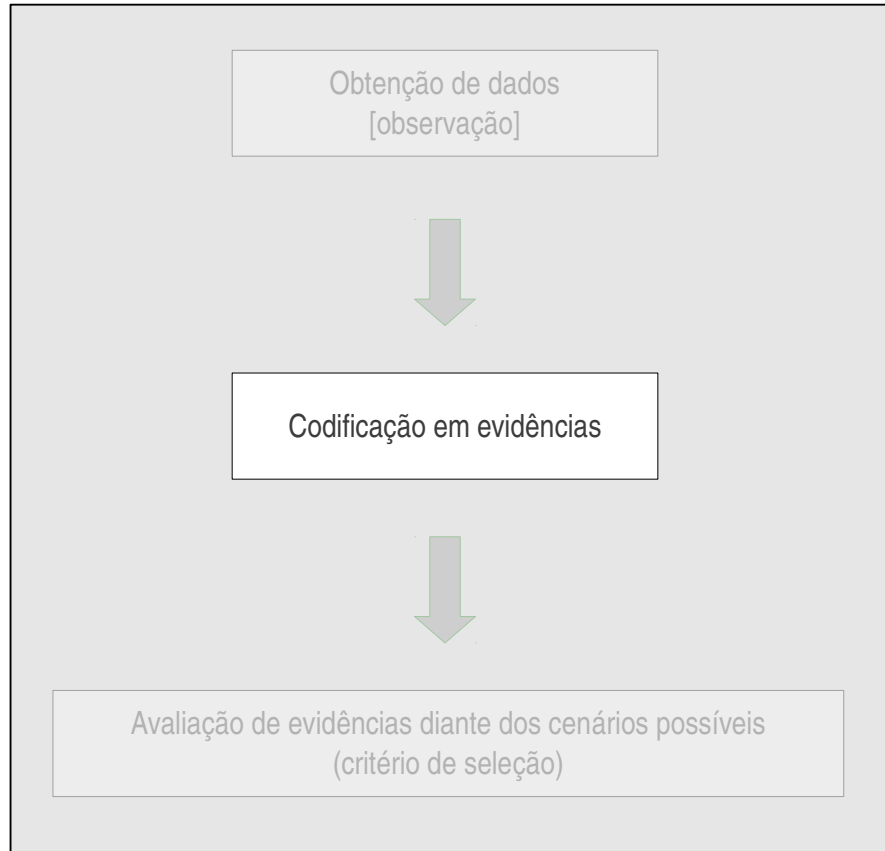 Obtenção de dados
[observação]
Codificação em evidências
Avaliação de evidências diante dos cenários possíveis
(critério de seleção)